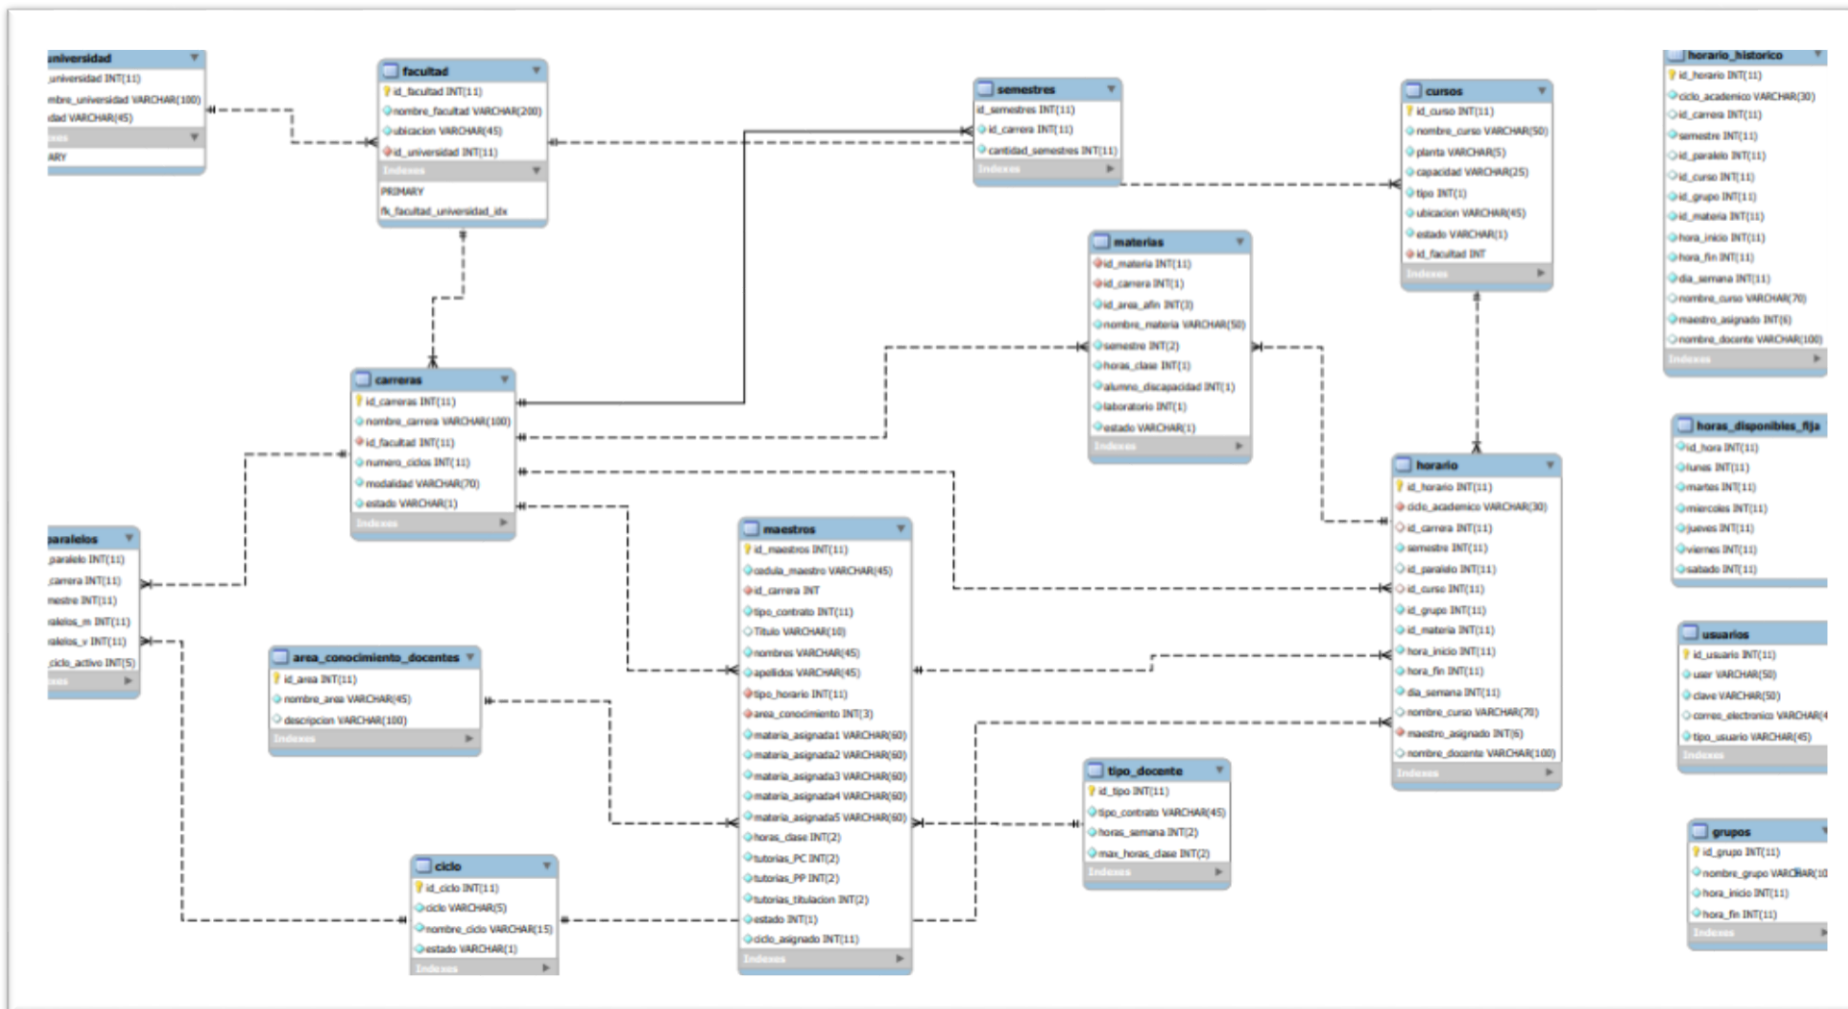 universidad
_universidad INT(11)
mbre_universidad VARCHAR(100)
dad VARCHAR(45)
exes
ARY
facultad
id_facultad INT(11)
nombre_facultad VARCHAR(200)
ubicacion VARCHAR(45)
id_universidad INT(11)
Indexes
PRIMARY
fk_facultad_universidad_idx
semestres
id_semestres INT(11)
id_carrera INT(11)
cantidad_semestres INT(11)
Indexes
cursos
id_curso INT(11)
nombre_curso VARCHAR(50)
planta VARCHAR(5)
capacidad VARCHAR(25)
tipo INT(1)
ubicacion VARCHAR(45)
estado VARCHAR(1)
id_facultad INT
Indexes
horario_historico
id_horario INT(11)
ciclo_academico VARCHAR(30)
id_carrera INT(11)
semestre INT(11)
id_paralelo INT(11)
id_curso INT(11)
id_grupo INT(11)
id_materia INT(11)
hora_inicio INT(11)
hora_fin INT(11)
dia_semana INT(11)
nombre_curso VARCHAR(70)
maestro_asignado INT(6)
nombre_docente VARCHAR(100)
Indexes
materias
id_materia INT(11)
id_carrera INT(1)
id_area_afin INT(3)
nombre_materia VARCHAR(50)
semestre INT(2)
horas_clase INT(1)
alumno_discapacidad INT(1)
laboratorio INT(1)
estado VARCHAR(1)
Indexes
carreras
id_carreras INT(11)
nombre_carrera VARCHAR(100)
id_facultad INT(11)
numero_ciclos INT(11)
modalidad VARCHAR(70)
estado VARCHAR(1)
Indexes
horas_disponibles_fija
id_hora INT(11)
lunes INT(11)
martes INT(11)
miercoles INT(11)
jueves INT(11)
viernes INT(11)
sabado INT(11)
horario
id_horario INT(11)
ciclo_academico VARCHAR(30)
id_carrera INT(11)
semestre INT(11)
id_paralelo INT(11)
id_curso INT(11)
id_grupo INT(11)
id_materia INT(11)
hora_inicio INT(11)
hora_fin INT(11)
dia_semana INT(11)
nombre_curso VARCHAR(70)
maestro_asignado INT(6)
nombre_docente VARCHAR(100)
Indexes
paralelos
_paralelo INT(11)
_carrera INT(11)
mestre INT(11)
ralelos_m INT(11)
ralelos_v INT(11)
_ciclo_activo INT(5)
exes
maestros
id_maestros INT(11)
cedula_maestro VARCHAR(45)
id_carrera INT
tipo_contrato INT(11)
Titulo VARCHAR(10)
nombres VARCHAR(45)
apellidos VARCHAR(45)
tipo_horario INT(11)
area_conocimiento INT(3)
materia_asignada1 VARCHAR(60)
materia_asignada2 VARCHAR(60)
materia_asignada3 VARCHAR(60)
materia_asignada4 VARCHAR(60)
materia_asignada5 VARCHAR(60)
horas_clase INT(2)
tutorias_PC INT(2)
tutorias_PP INT(2)
tutorias_titulacion INT(2)
estado INT(1)
ciclo_asignado INT(11)
Indexes
area_conocimiento_docentes
id_area INT(11)
nombre_area VARCHAR(45)
descripcion VARCHAR(100)
Indexes
usuarios
id_usuario INT(11)
user VARCHAR(50)
clave VARCHAR(50)
correo_electronico VARCHAR(4
tipo_usuario VARCHAR(45)
Indexes
tipo_docente
id_tipo INT(11)
tipo_contrato VARCHAR(45)
horas_semana INT(2)
max_horas_clase INT(2)
Indexes
ciclo
id_ciclo INT(11)
ciclo VARCHAR(5)
nombre_ciclo VARCHAR(15)
estado VARCHAR(1)
Indexes
grupos
id_grupo INT(11)
nombre_grupo VARCHAR(10
hora_inicio INT(11)
hora_fin INT(11)
Indexes